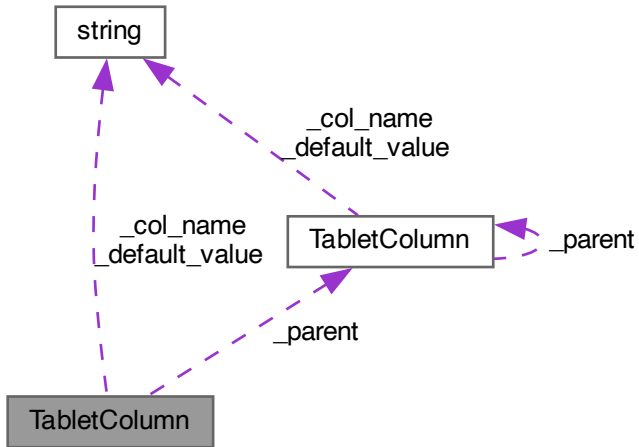 string
_col_name
_default_value
_col_name
_default_value
TabletColumn
_parent
_parent
TabletColumn